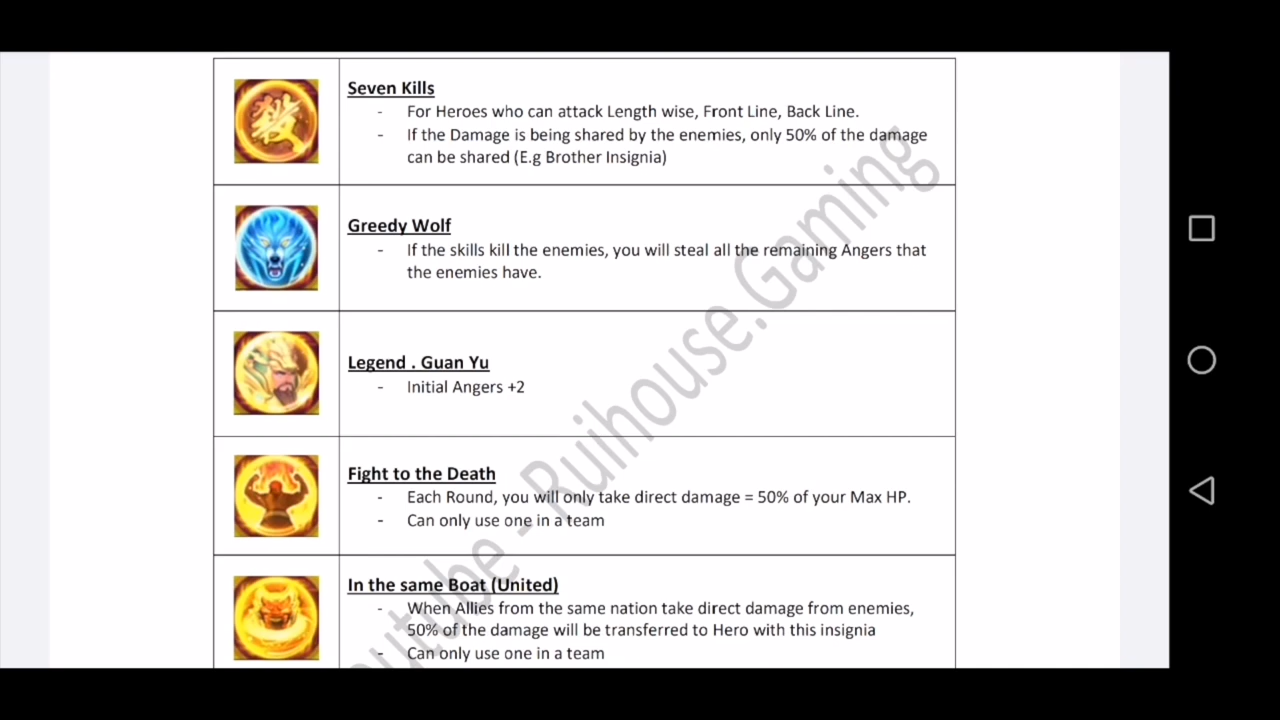 Seven Kills
- For Heroes who can attack Length wise, Front Line, Back Line.
- If the Damage is being shared by the enemies, only 50% of the damage
can be shared (E.g Brother Insignia)
Greedy Wolf
- If the skills kill the enemies, you will steal all the remaining Angers that
the enemies have.
Legend . Guan Yu
- Initial Angers +2
Fight to the Death
- Each Round, you will only take direct damage = 50% of your Max HP.
- Can only use one in a team
In the same Boat (United)
- When Allies from the same nation take direct damage from enemies,
50% of the damage will be transferred to Hero with this insignia
- Can only use one in a team
outube - Ruihouse.Gaming